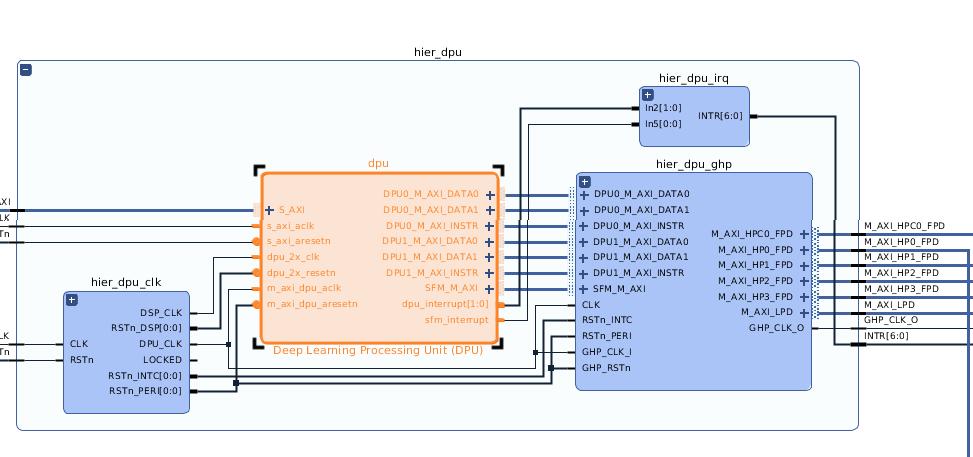 hier_dpu
hier_dpu_irq
In2[1:0]
In5[0:0]
INTR[6:0]
dpu
S_AXI
s_axi_aclk
s_axi_aresetn
dpu_2x_clk
dpu_2x_resetn
m_axi_dpu_aclk
m_axi_dpu_aresetn
DPU0_M_AXI_DATA0
DPU0_M_AXI_DATA1
DPU0_M_AXI_INSTR
DPU1_M_AXI_DATA0
DPU1_M_AXI_DATA1
DPU1_M_AXI_INSTR
SFM_M_AXI
dpu_interrupt[1:0]
sfm_interrupt
Deep Learning Processing Unit (DPU)
hier_dpu_ghp
DPU0_M_AXI_DATA0
DPU0_M_AXI_DATA1
DPU0_M_AXI_INSTR
DPU1_M_AXI_DATA0
DPU1_M_AXI_DATA1
DPU1_M_AXI_INSTR
SFM_M_AXI
CLK
RSTn_INTC
RSTn_PERI
GHP_CLK_I
GHP_RSTn
M_AXI_HPC0_FPD
M_AXI_HP0_FPD
M_AXI_HP1_FPD
M_AXI_HP2_FPD
M_AXI_HP3_FPD
M_AXI_LPD
GHP_CLK_O
M_AXI_HPC0_FPD
M_AXI_HP0_FPD
M_AXI_HP1_FPD
M_AXI_HP2_FPD
M_AXI_HP3_FPD
M_AXI_LPD
GHP_CLK_O
INTR[6:0]
hier_dpu_clk
CLK
RSTn
DSP_CLK
RSTn_DSP[0:0]
DPU_CLK
LOCKED
RSTn_INTC[0:0]
RSTn_PERI[0:0]
AXI
LK
Tn
LK
Tn